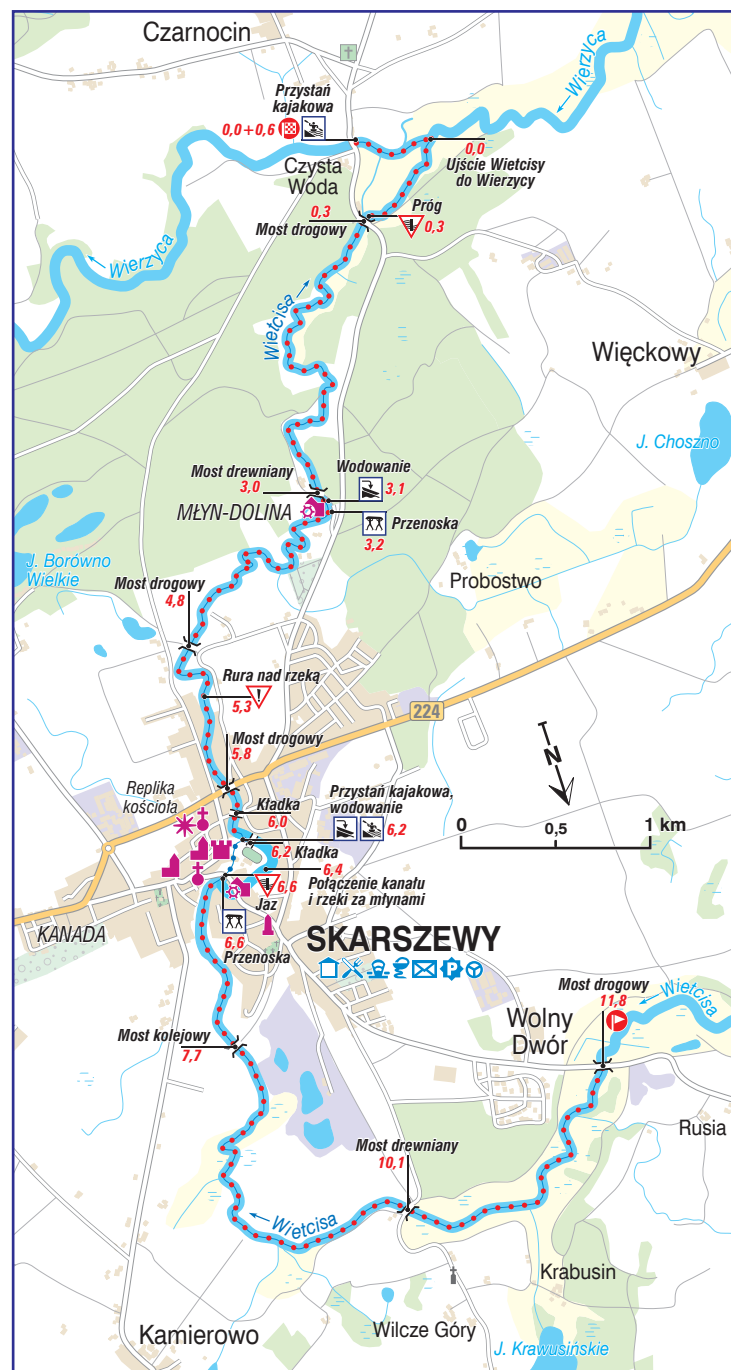 Czarnocin
Wierzyca
Przystań
kajakowa
0,0+0,6
0,0
Ujście Wietcisy
do Wierzycy
Czysta
Woda
Próg
0,3
0,3
Most drogowy
Wierzyca
Wietcisa
Więckowy
J. Choszno
Most drewniany
3,0
Wodowanie
3,1
MŁYN-DOLINA
Przenoska
3,2
J. Borówno
Wielkie
Probostwo
Most drogowy
4,8
Rura nad rzeką
5,3
224
Most drogowy
5,8
N
Replika
kościoła
Kładka
6,0
Przystań kajakowa,
wodowanie
6,2
0
0,5
1 km
6,2
Kładka
6,4
6,6
Połączenie kanału
i rzeki za młynami
Jaz
6,6
Przenoska
KANADA
SKARSZEWY
P
Most drogowy
11,8
Wietcisa
Wolny
Dwór
Most kolejowy
7,7
Rusia
Most drewniany
10,1
Wietcisa
Krabusin
Kamierowo
Wilcze Góry
J. Krawusińskie